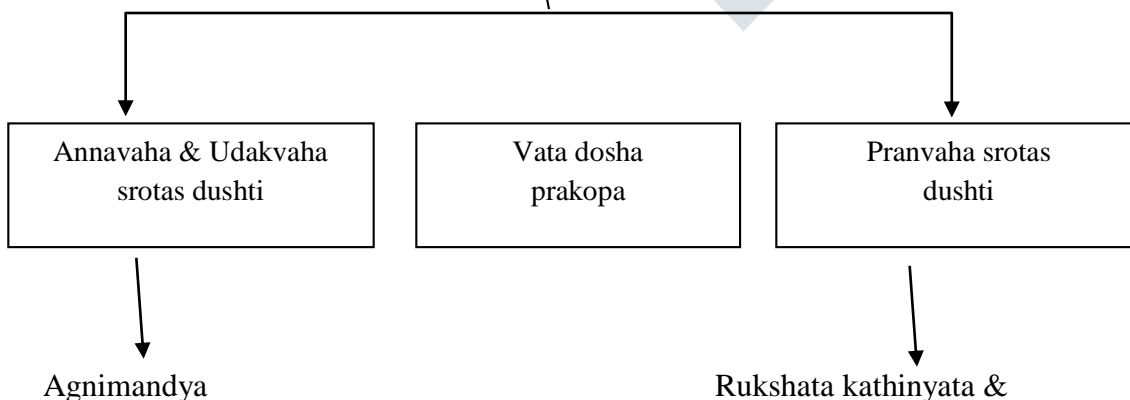 Annavaha & Udakvaha
srotas dushti
Vata dosha
prakopa
Pranvaha srotas
dushti
Agnimandya
Rukshata kathinyata &